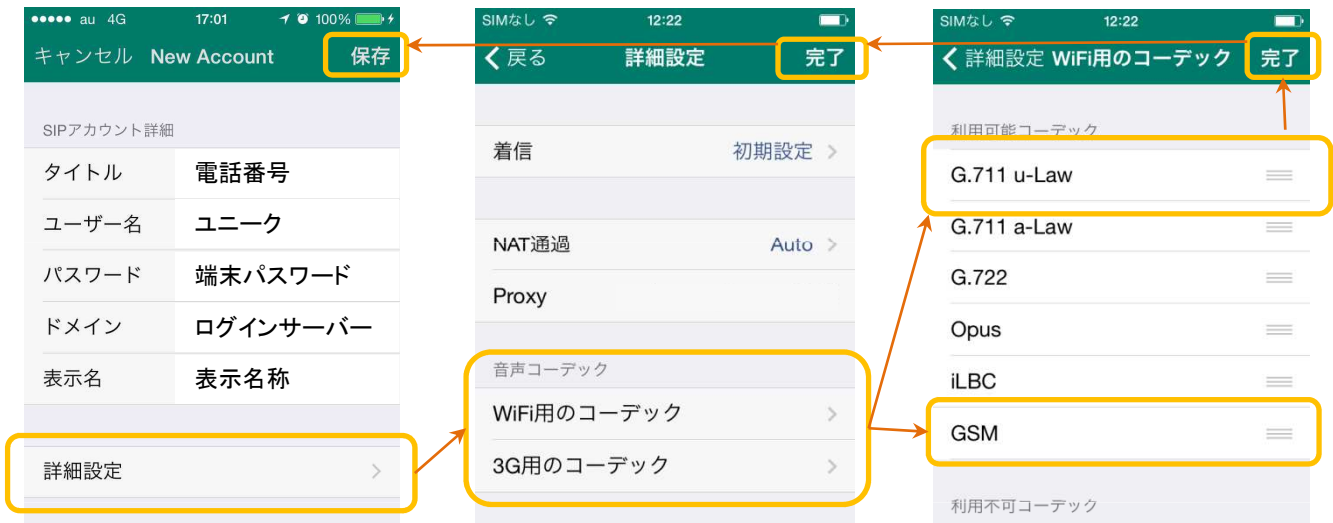 au 4G 17:01 100%
キャンセル New Account 保存
SIPアカウント詳細
タイトル 電話番号
ユーザー名 ユニーク
パスワード 端末パスワード
ドメイン ログインサーバー
表示名 表示名称
詳細設定
SIMなし 12:22
戻る 詳細設定 完了
着信 初期設定
NAT通過 Auto
Proxy
音声コーデック
WiFi用のコーデック
3G用のコーデック
SIMなし 12:22
詳細設定 WiFi用のコーデック 完了
利用可能コーデック
G.711 u-Law
G.711 a-Law
G.722
Opus
iLBC
GSM
利用不可コーデック